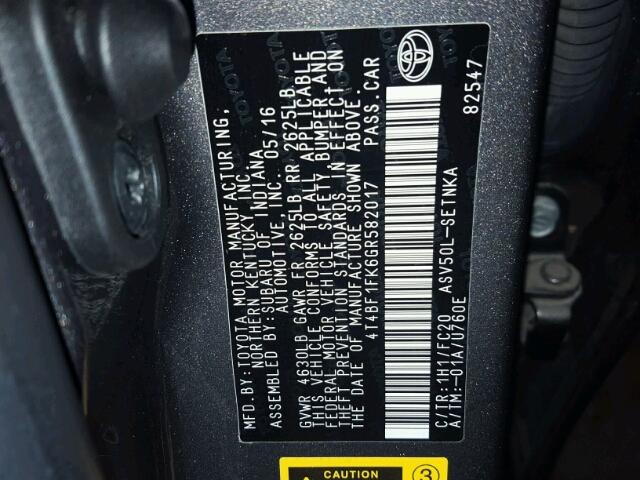 MFD.BY:TOYOTA MOTOR MANUFACTURING,
NORTHERN KENTUCKY, INC.
ASSEMBLED BY:SUBARU OF INDIANA
AUTOMOTIVE, INC. 05/16
GVWR 4630LB GAWR FR 2625LB RR 2625LB
THIS VEHICLE CONFORMS TO ALL APPLICABLE
FEDERAL MOTOR VEHICLE SAFETY BUMPER AND
THEFT PREVENTION STANDARDS IN EFFECT ON
THE DATE OF MANUFACTURE SHOWN ABOVE.
4T4BF1FK6GR582017 PASS.CAR
C/TR:1H1/FC20 ASV50L-SETNKA
A/TM:-01A/U760E
82547
TOYOTA
TOYOTA
TOYOTA
CAUTION
3